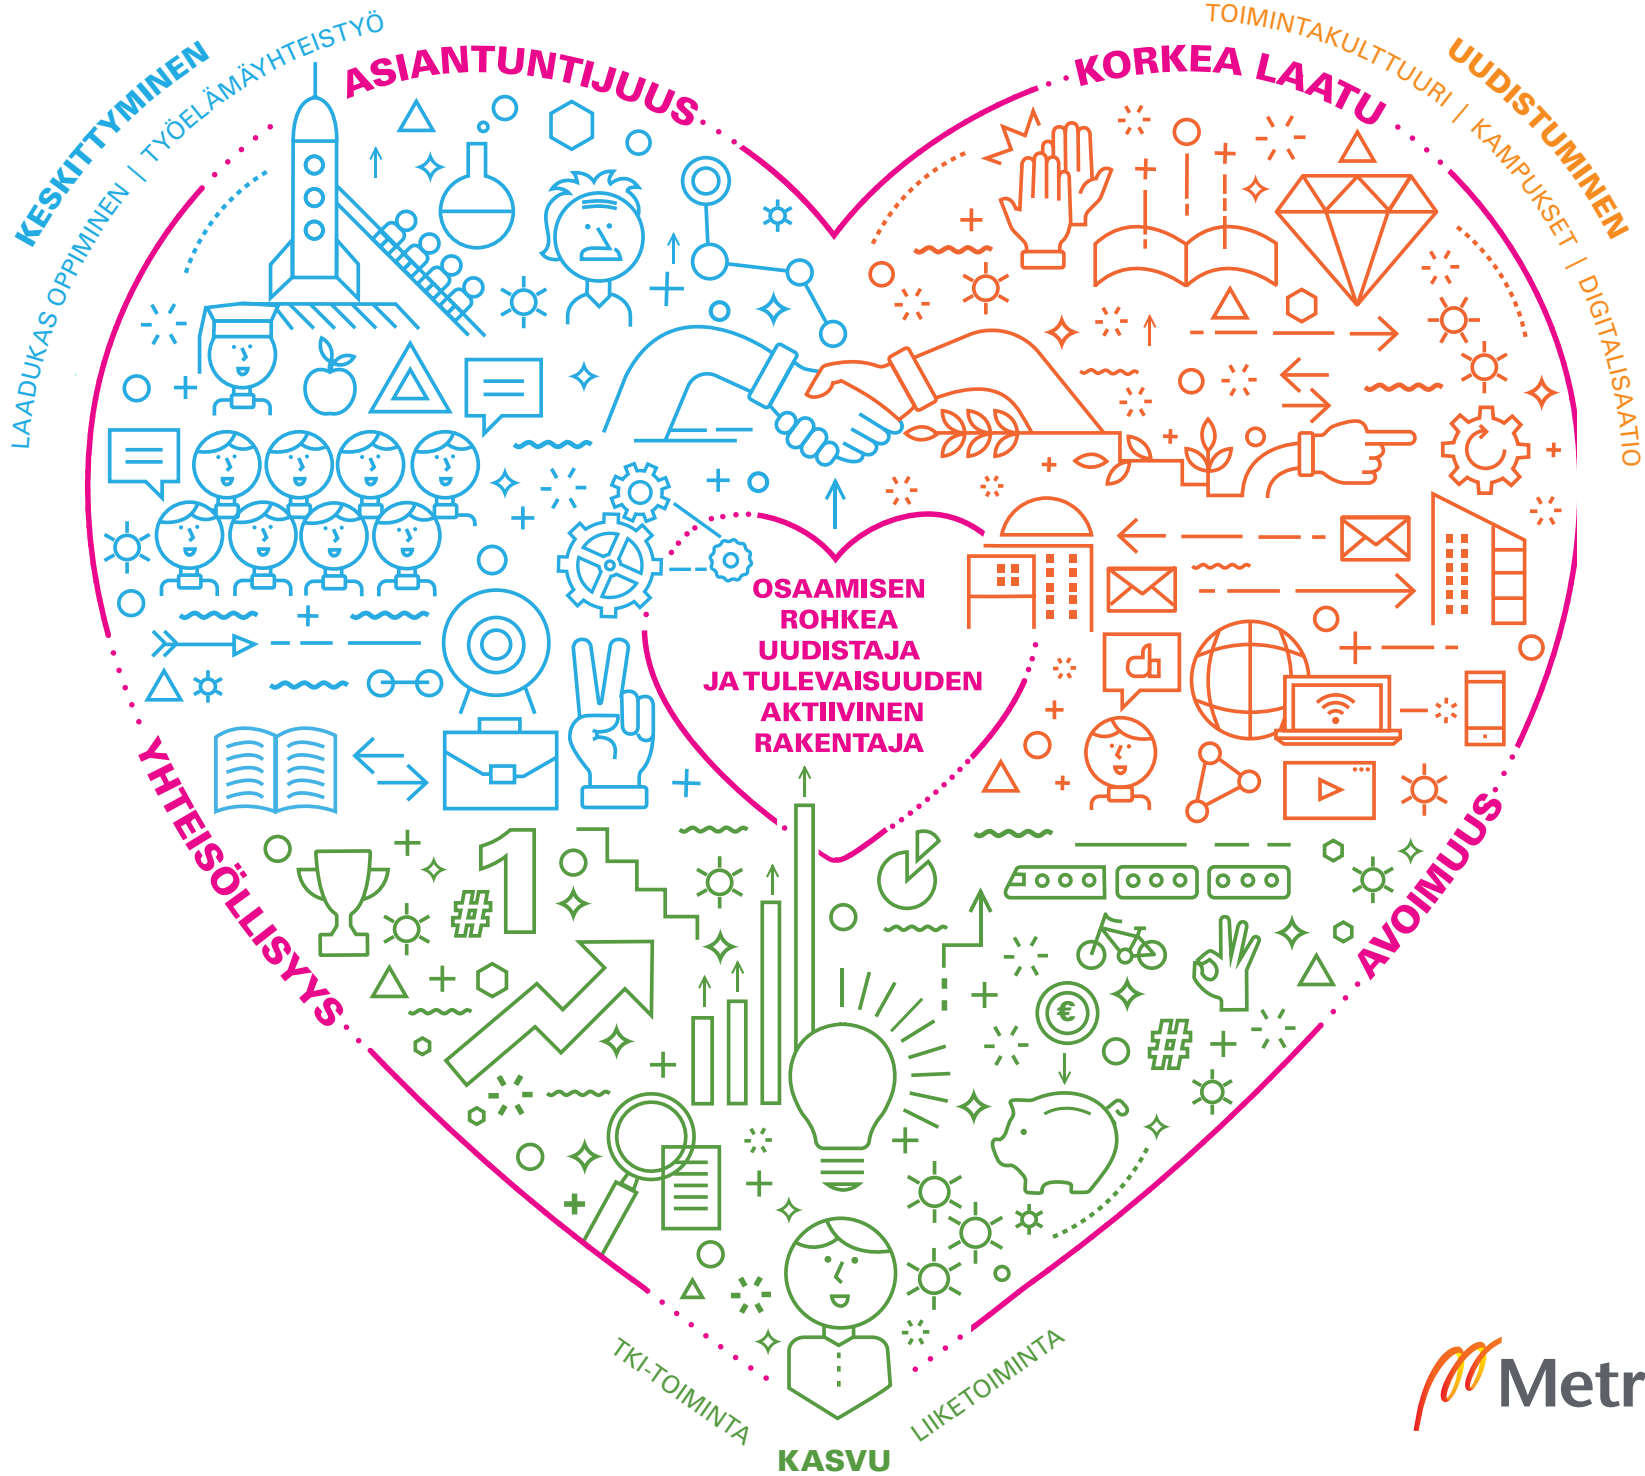 KESKITTYMINEN
LAADUKAS OPPIMINEN | TYÖELÄMÄYHTEISTYÖ
ASIANTUNTIJUUS
KORKEA LAATU
UUDISTUMINEN
TOIMINTAKULTTUURI | KAMPUKSET | DIGITALISAATIO
OSAAMISEN
ROHKEA
UUDISTAJA
JA TULEVAISUUDEN
AKTIIVINEN
RAKENTAJA
YHTEISÖLLISYYS
AVOIMUUS
#1
€
#
TKI-TOIMINTA
LIIKETOIMINTA
KASVU
Metr